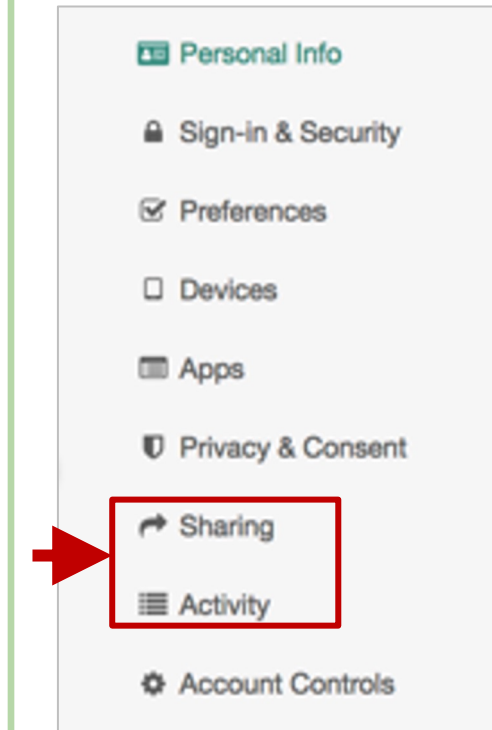 Personal Info
Sign-in & Security
Preferences
Devices
Apps
Privacy & Consent
Sharing
Activity
Account Controls